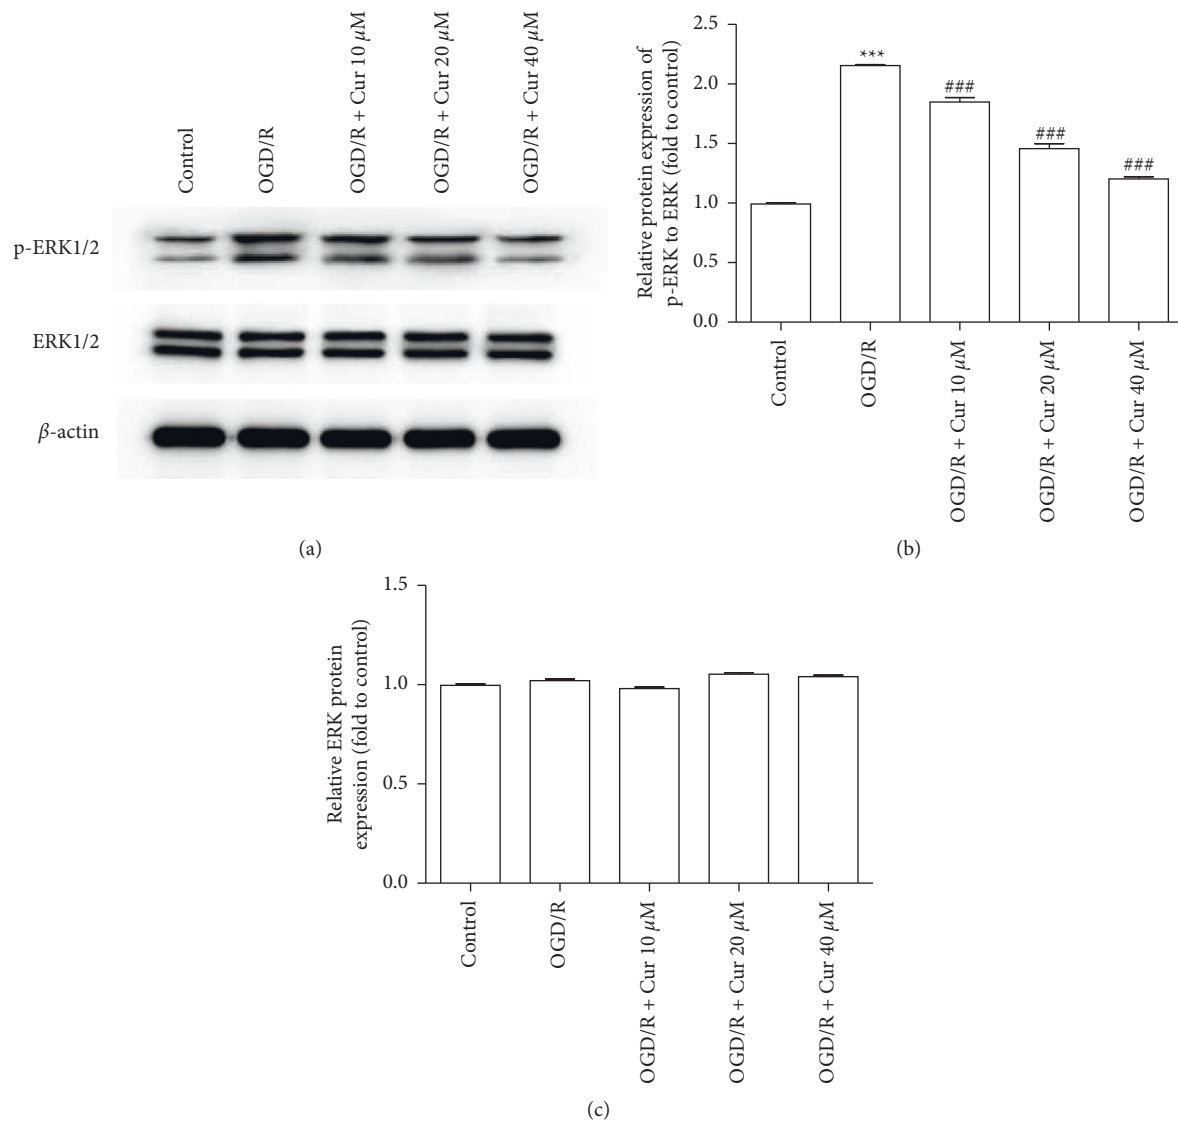 Control
OGD/R
OGD/R + Cur 10 μM
OGD/R + Cur 20 μM
OGD/R + Cur 40 μM
p-ERK1/2
ERK1/2
β-actin
(a)
Relative protein expression of
p-ERK to ERK (fold to control)
2.5
2.0
1.5
1.0
0.5
0.0
***
###
###
###
Control
OGD/R
OGD/R + Cur 10 μM
OGD/R + Cur 20 μM
OGD/R + Cur 40 μM
(b)
Relative ERK protein
expression (fold to control)
1.5
1.0
0.5
0.0
Control
OGD/R
OGD/R + Cur 10 μM
OGD/R + Cur 20 μM
OGD/R + Cur 40 μM
(c)